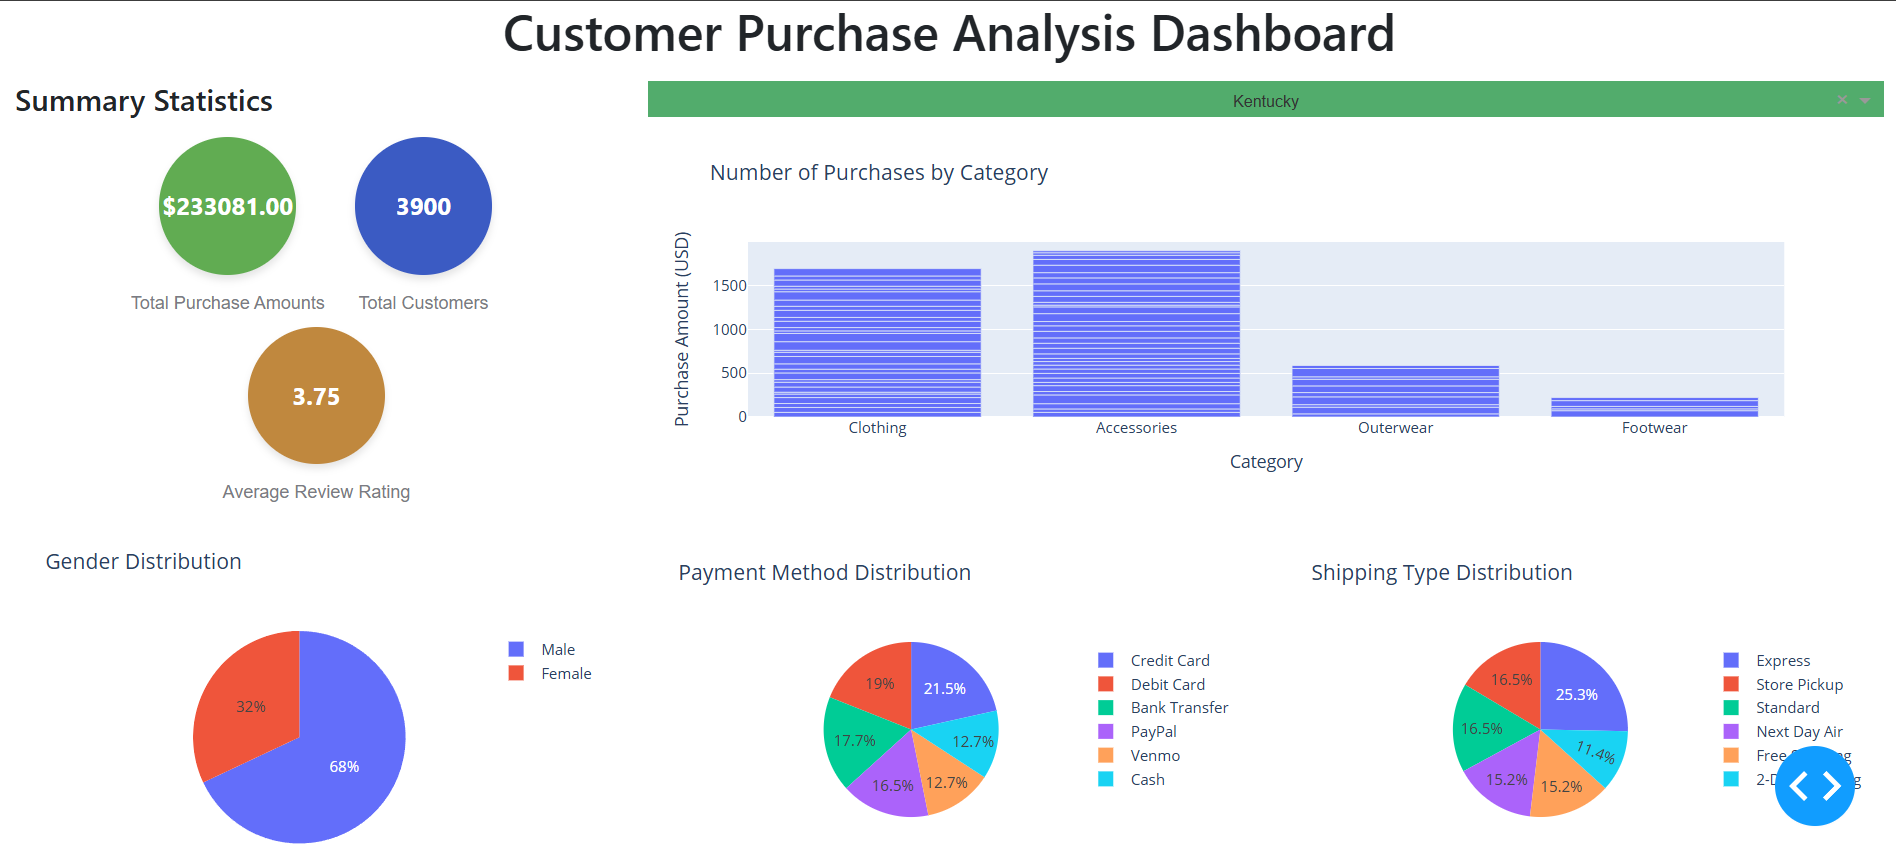 Customer Purchase Analysis Dashboard
Summary Statistics
$233081.00
3900
Total Purchase Amounts
Total Customers
3.75
Average Review Rating
Kentucky
Number of Purchases by Category
Purchase Amount (USD)
1500
1000
500
0
Clothing
Accessories
Outerwear
Footwear
Category
Gender Distribution
32%
68%
Male
Female
Payment Method Distribution
19%
21.5%
17.7%
12.7%
16.5%
12.7%
Credit Card
Debit Card
Bank Transfer
PayPal
Venmo
Cash
Shipping Type Distribution
16.5%
25.3%
16.5%
11.4%
15.2%
15.2%
Express
Store Pickup
Standard
Next Day Air
Free